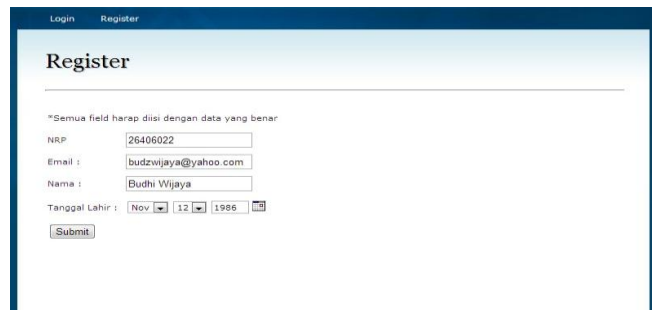 Login Register
Register
*Semua field harap diisi dengan data yang benar
NRP 26406022
Email : budzwijaya@yahoo.com
Nama : Budhi Wijaya
Tanggal Lahir : Nov 12 1986
Submit